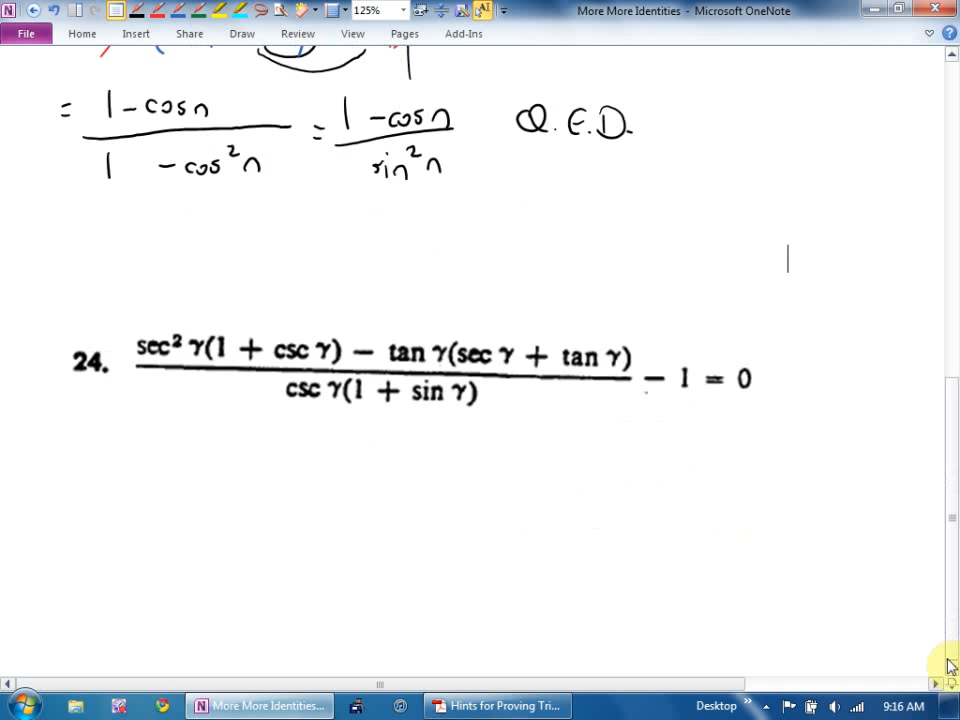 125%
More More Identities - Microsoft OneNote
File Home Insert Share Draw Review View Pages Add-Ins
= 1 - cos n / 1 - cos² n = 1 - cos n / sin² n Q.E.D.
24. sec² γ(1 + csc γ) − tan γ(sec γ + tan γ) / csc γ(1 + sin γ) − 1 = 0
More More Identities... Hints for Proving Tri... Desktop 9:16 AM